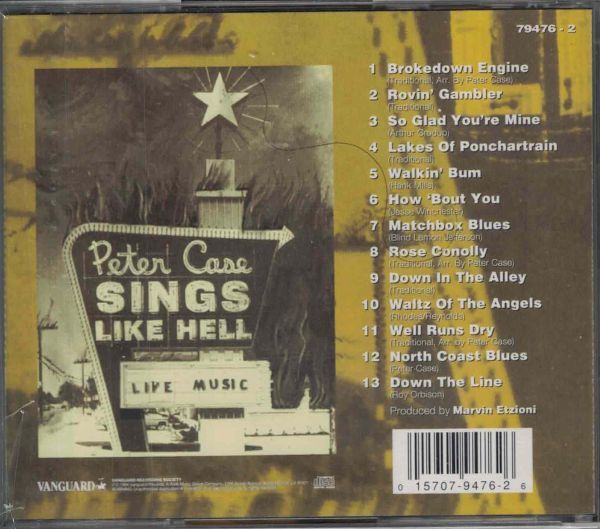 79476 - 2
1 Brokedown Engine
(Traditional, Arr. By Peter Case)
2 Rovin' Gambler
(Traditional)
3 So Glad You're Mine
(Arthur Crudup)
4 Lakes Of Ponchartrain
(Traditional)
5 Walkin' Bum
(Hank Mills)
6 How 'Bout You
(Jesse Winchester)
7 Matchbox Blues
(Blind Lemon Jefferson)
8 Rose Conolly
(Traditional, Arr. By Peter Case)
9 Down In The Alley
(Traditional)
10 Waltz Of The Angels
(Rhodes/Reynolds)
11 Well Runs Dry
(Traditional, Arr. by Peter Case)
12 North Coast Blues
(Peter Case)
13 Down The Line
(Roy Orbison)
Produced by Marvin Etzioni
Peter Case
SINGS
LIKE HELL
LIVE MUSIC
VANGUARD
VANGUARD RECORDING SOCIETY
0 15707-9476-2 6